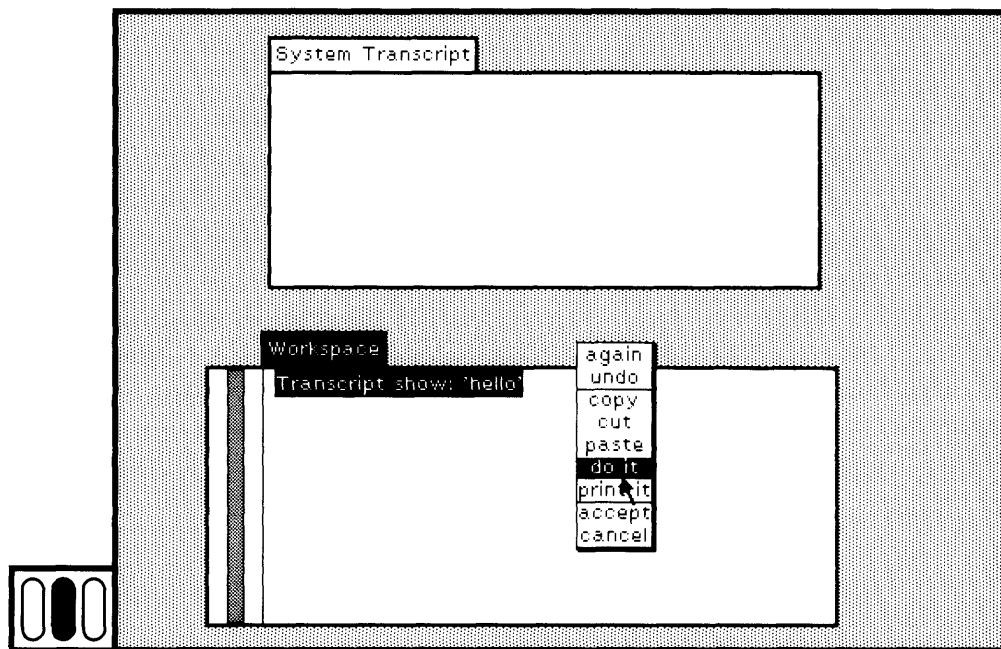 System Transcript
Workspace
Transcript show: 'hello'
again
undo
copy
cut
paste
do it
print it
accept
cancel